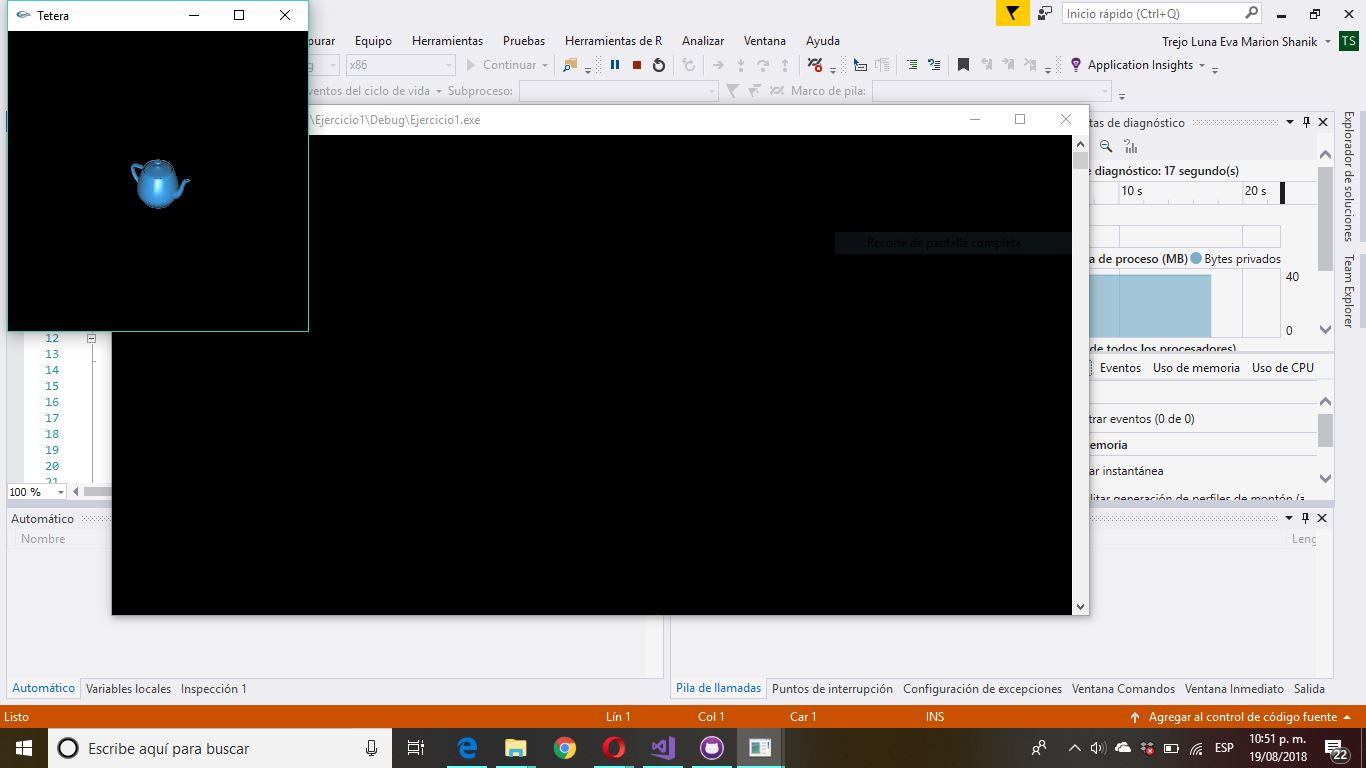 Tetera
Inicio rápido (Ctrl+Q)
purar Equipo Herramientas Pruebas Herramientas de R Analizar Ventana Ayuda
Trejo Luna Eva Marion Shanik TS
g x86 Continuar Application Insights
ventos del ciclo de vida Subproceso: Marco de pila:
\Ejercicio1\Debug\Ejercicio1.exe
tas de diagnóstico
e diagnóstico: 17 segundo(s)
10 s 20 s
Recorte de pantalla completa
a de proceso (MB) Bytes privados
40
0
de todos los procesadores)
Eventos Uso de memoria Uso de CPU
trar eventos (0 de 0)
emoria
ar instantánea
ilitar generación de perfiles de montón (a
Explorador de soluciones
Team Explorer
12
13
14
15
16
17
18
19
20
21
100 %
Automático
Nombre
Leng
Automático Variables locales Inspección 1
Pila de llamadas Puntos de interrupción Configuración de excepciones Ventana Comandos Ventana Inmediato Salida
Listo Lín 1 Col 1 Car 1 INS Agregar al control de código fuente
Escribe aquí para buscar
ESP
10:51 p. m.
19/08/2018
22